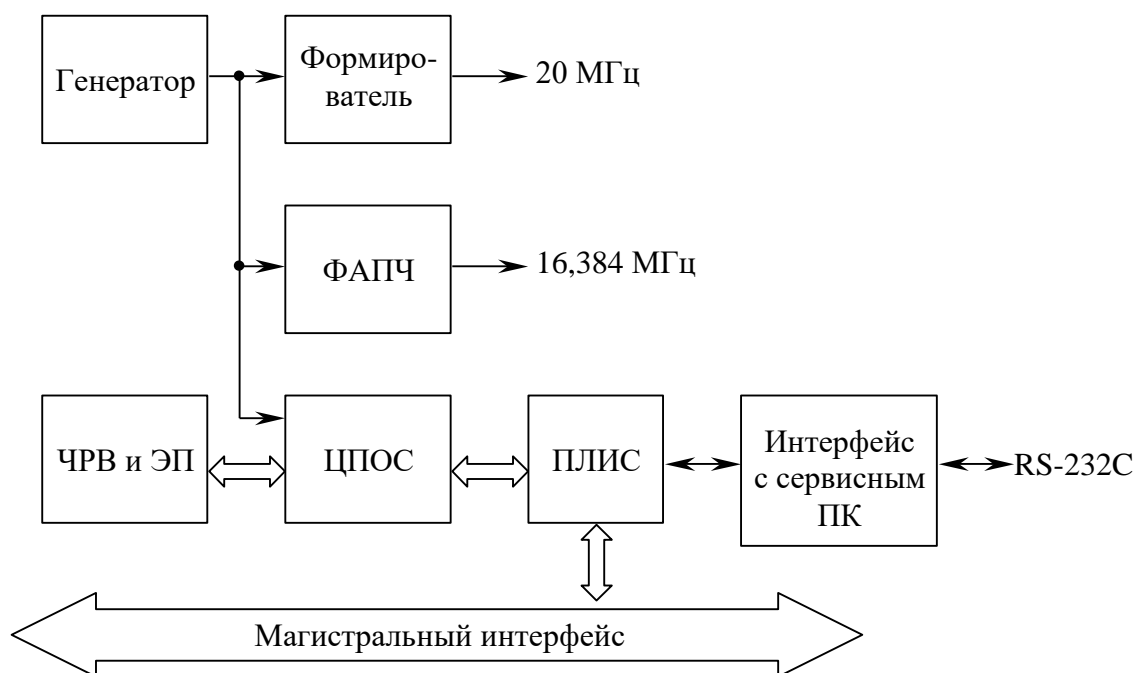 Генератор
Формиро-
ватель
20 МГц
ФАПЧ
16,384 МГц
ЧРВ и ЭП
ЦПОС
ПЛИС
Интерфейс
с сервисным
ПК
RS-232C
Магистральный интерфейс